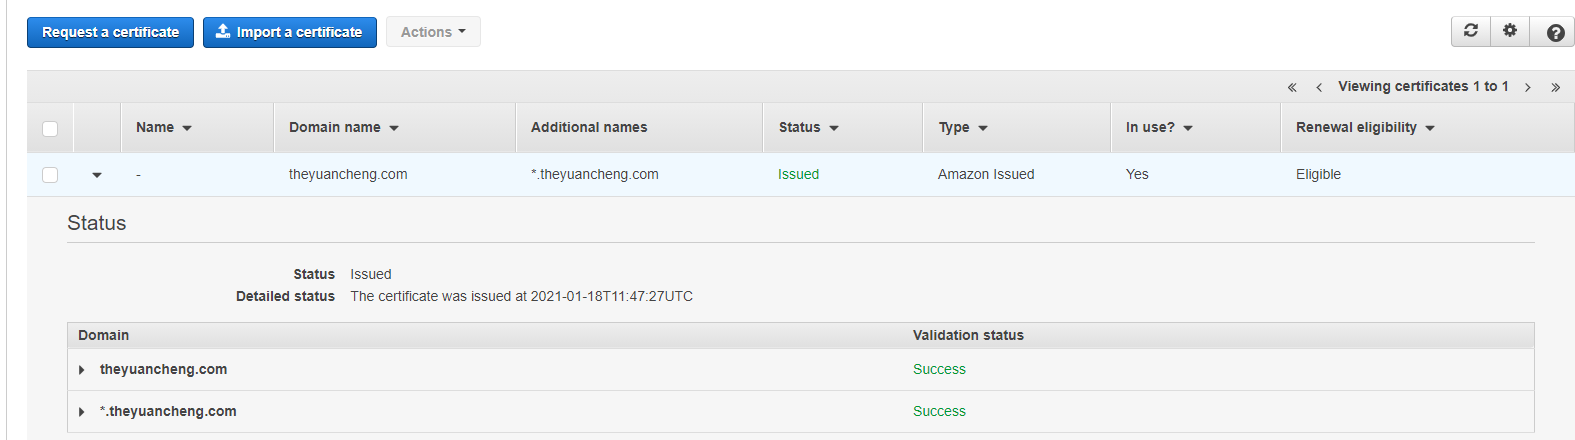 Request a certificate Import a certificate Actions
« ‹ Viewing certificates 1 to 1 › »
Name Domain name Additional names Status Type In use? Renewal eligibility
- theyuancheng.com *.theyuancheng.com Issued Amazon Issued Yes Eligible
Status
Status Issued
Detailed status The certificate was issued at 2021-01-18T11:47:27UTC
Domain Validation status
theyuancheng.com Success
*.theyuancheng.com Success